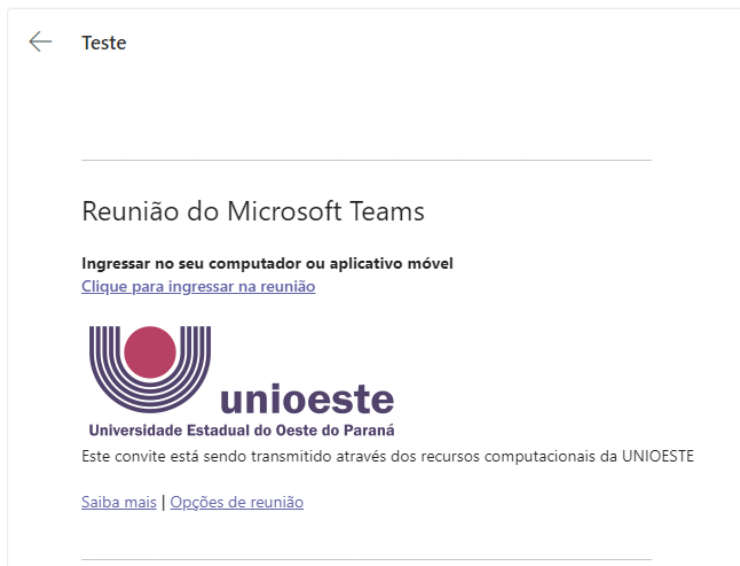 Teste
Reunião do Microsoft Teams
Ingressar no seu computador ou aplicativo móvel
Clique para ingressar na reunião
unioeste
Universidade Estadual do Oeste do Paraná
Este convite está sendo transmitido através dos recursos computacionais da UNIOESTE
Saiba mais | Opções de reunião